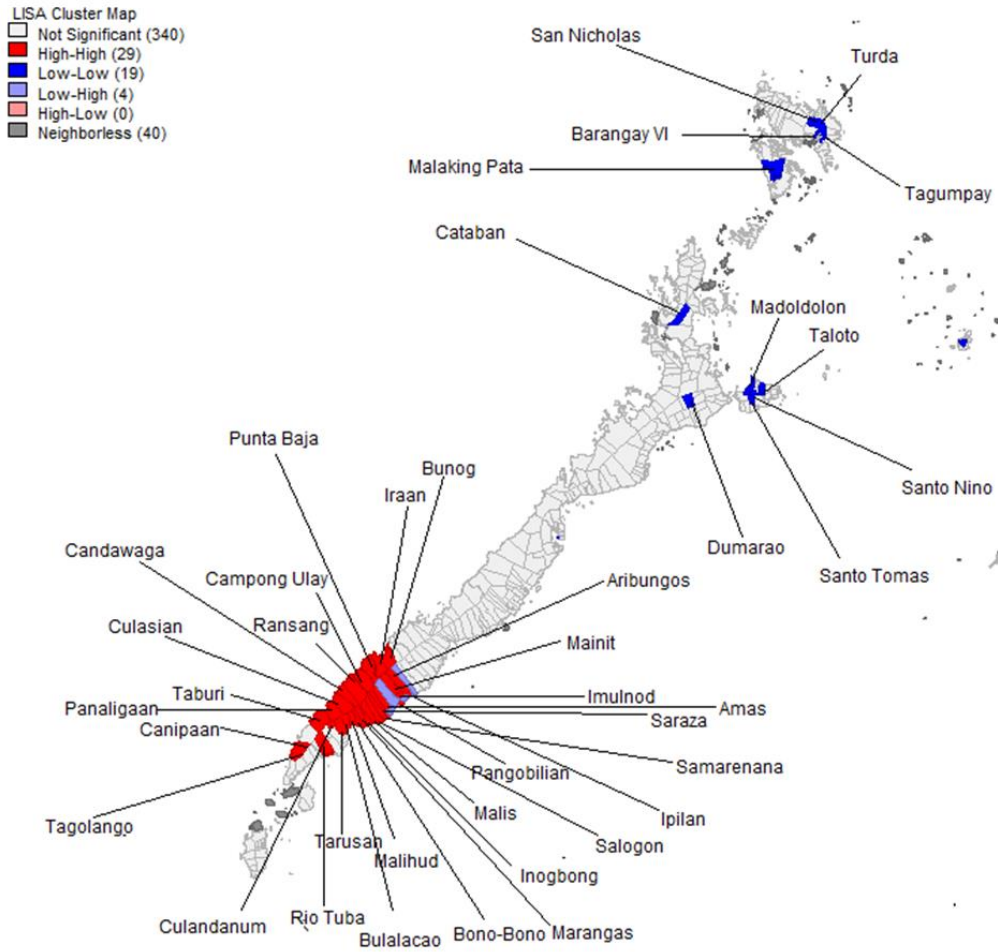 LISA Cluster Map
Not Significant (340)
High-High (29)
Low-Low (19)
Low-High (4)
High-Low (0)
Neighborless (40)
San Nicholas
Turda
Barangay VI
Malaking Pata
Tagumpay
Cataban
Madoldolon
Taloto
Punta Baja
Bunog
Iraan
Santo Nino
Candawaga
Dumarao
Santo Tomas
Campong Ulay
Aribungos
Culasian
Ransang
Mainit
Taburi
Imulnod
Panaligaan
Amas
Saraza
Canipaan
Pangobilian
Samarenana
Malis
Ipilan
Tagolango
Tarusan
Salogon
Malihud
Inogbong
Culandanum
Rio Tuba
Bulalacao
Bono-Bono
Marangas